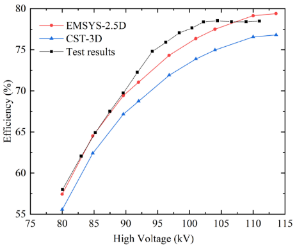 80
EMSYS-2.5D
CST-3D
Test results
75
70
65
60
55
Efficiency (%)
75 80 85 90 95 100 105 110 115
High Voltage (kV)